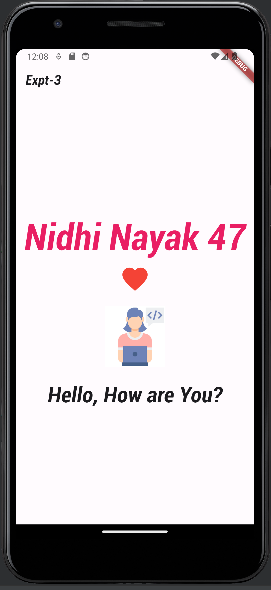 12:08
DEBUG
Expt-3
Nidhi Nayak 47
</>
Hello, How are You?